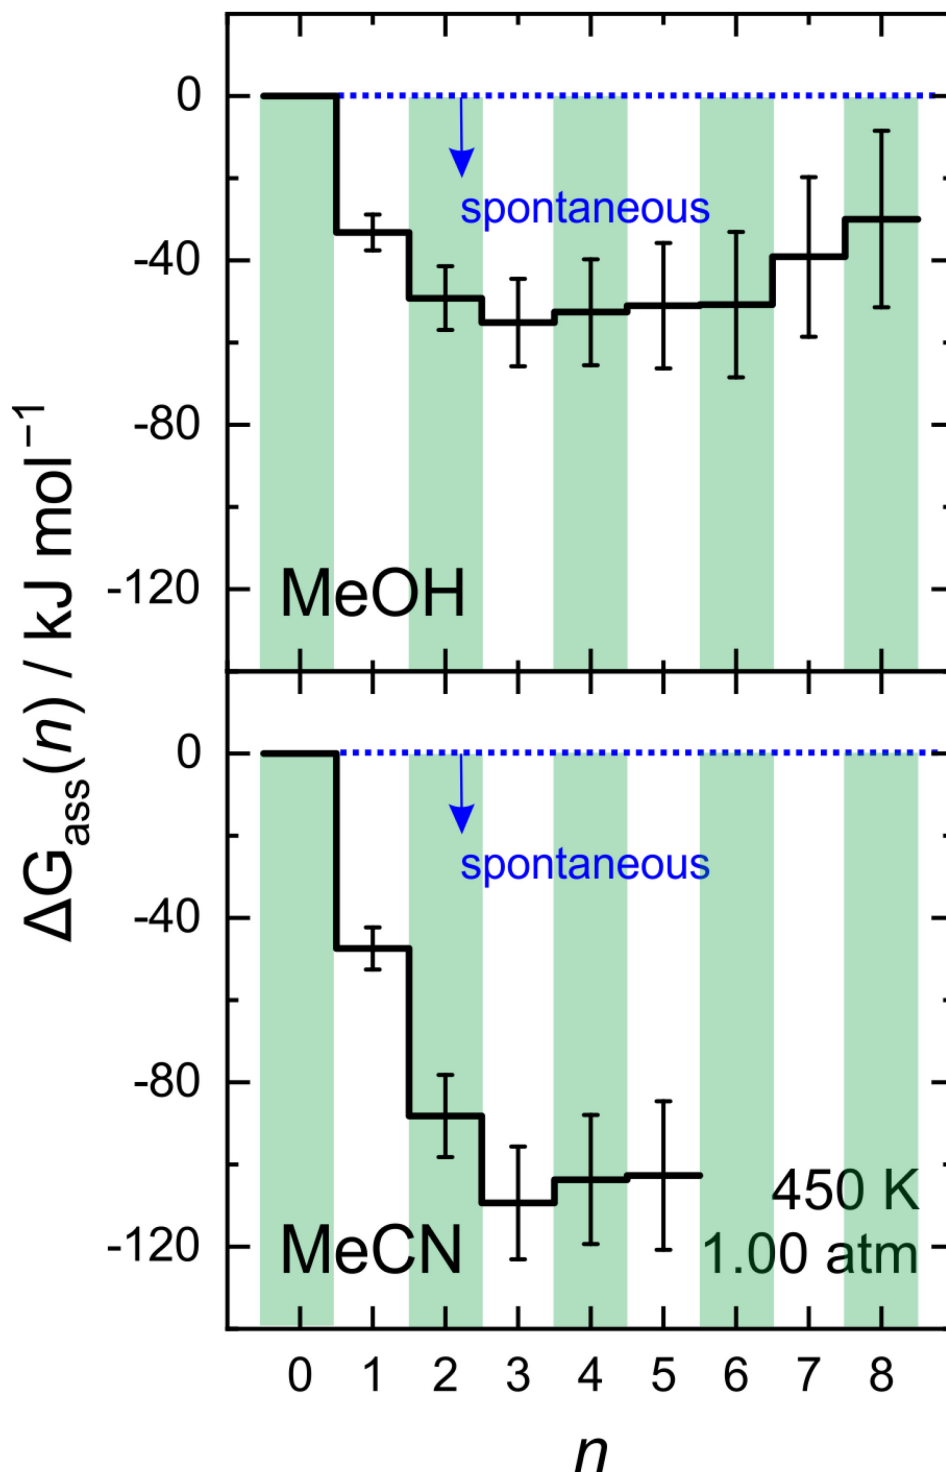 ΔG_ass(n) / kJ mol⁻¹
0
-40
-80
-120
spontaneous
MeOH
0
-40
-80
-120
spontaneous
MeCN
450 K
1.00 atm
0 1 2 3 4 5 6 7 8
n